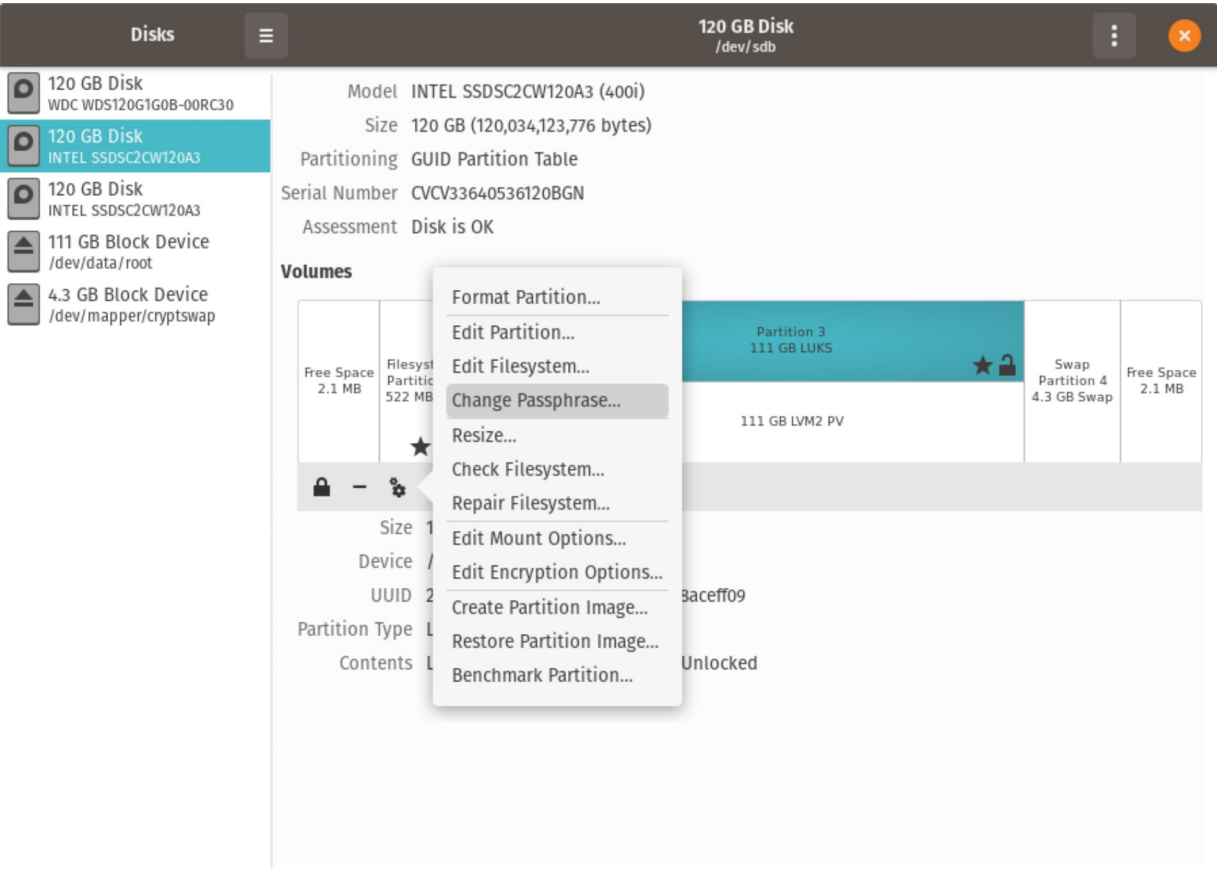 Disks
120 GB Disk
/dev/sdb
120 GB Disk
WDC WDS120G1G0B-00RC30
120 GB Disk
INTEL SSDSC2CW120A3
120 GB Disk
INTEL SSDSC2CW120A3
111 GB Block Device
/dev/data/root
4.3 GB Block Device
/dev/mapper/cryptswap
Model INTEL SSDSC2CW120A3 (400i)
Size 120 GB (120,034,123,776 bytes)
Partitioning GUID Partition Table
Serial Number CVCV33640536120BGN
Assessment Disk is OK
Volumes
Free Space
2.1 MB
Filesyst
Partitic
522 MB
Partition 3
111 GB LUKS
111 GB LVM2 PV
Swap
Partition 4
4.3 GB Swap
Free Space
2.1 MB
Format Partition...
Edit Partition...
Edit Filesystem...
Change Passphrase...
Resize...
Check Filesystem...
Repair Filesystem...
Edit Mount Options...
Edit Encryption Options...
Create Partition Image...
Restore Partition Image...
Benchmark Partition...
Size 1
Device /
UUID 2 8aceff09
Partition Type L
Contents L Unlocked